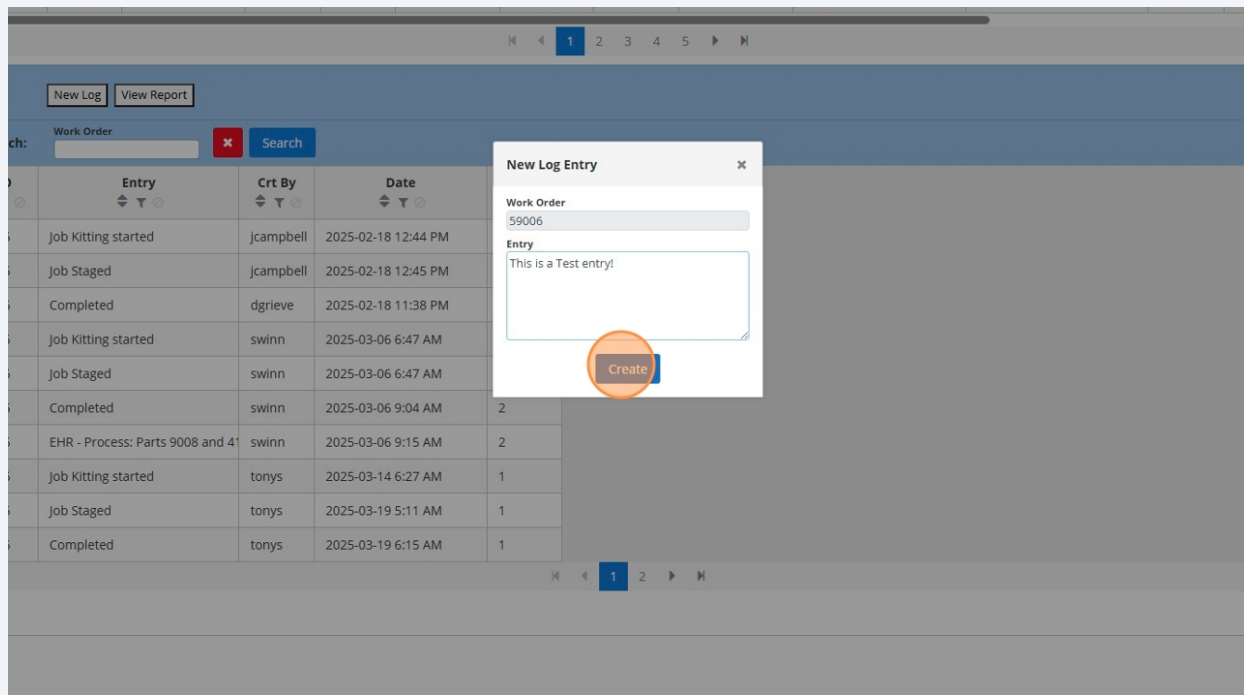 1 2 3 4 5
New Log View Report
ch: Work Order Search
Entry Crt By Date
Job Kitting started jcampbell 2025-02-18 12:44 PM
Job Staged jcampbell 2025-02-18 12:45 PM
Completed dgrieve 2025-02-18 11:38 PM
Job Kitting started swinn 2025-03-06 6:47 AM
Job Staged swinn 2025-03-06 6:47 AM
Completed swinn 2025-03-06 9:04 AM 2
EHR - Process: Parts 9008 and 41 swinn 2025-03-06 9:15 AM 2
Job Kitting started tonys 2025-03-14 6:27 AM 1
Job Staged tonys 2025-03-19 5:11 AM 1
Completed tonys 2025-03-19 6:15 AM 1
1 2
New Log Entry
Work Order
59006
Entry
This is a Test entry!
Create